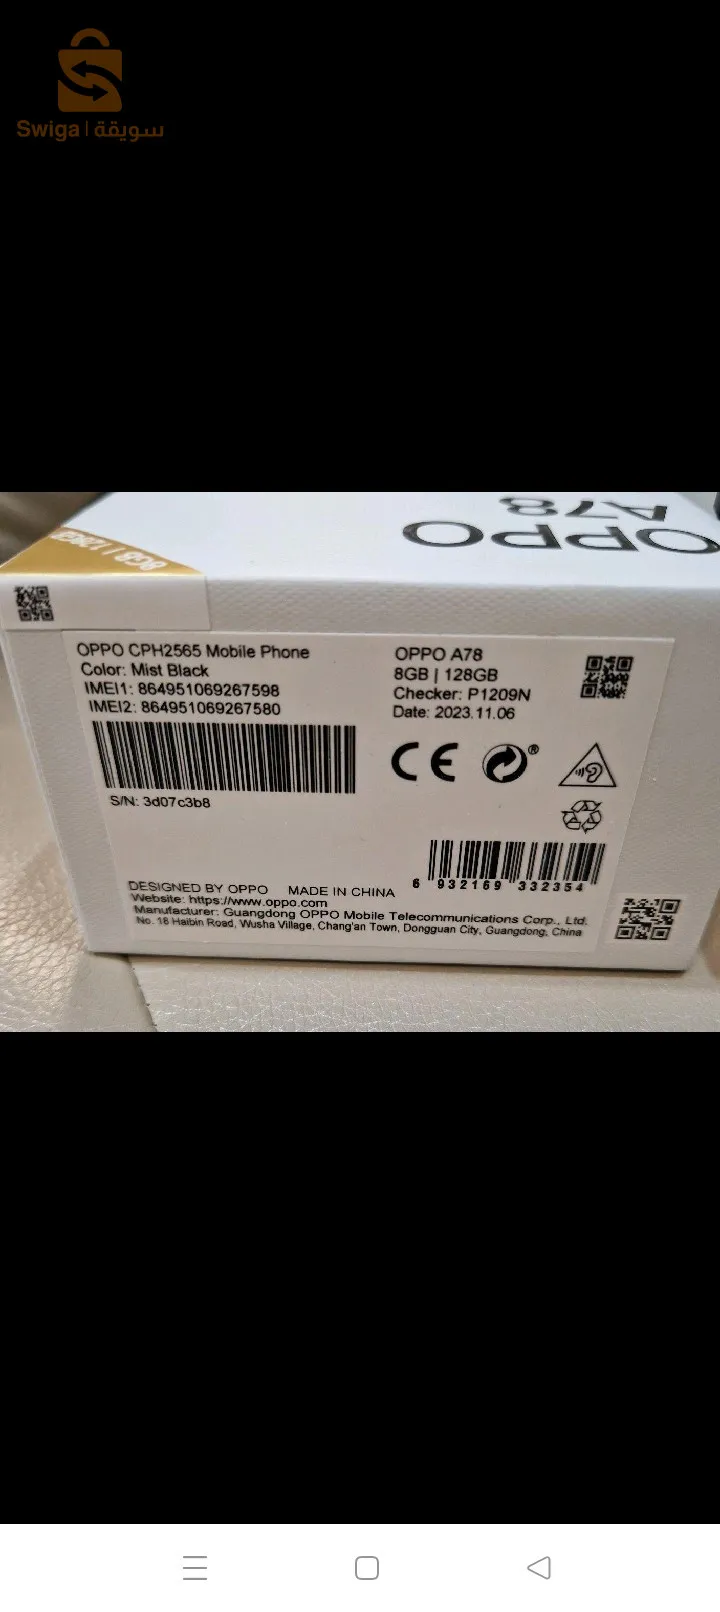 Swiga | سويقة
OPPO
A78
8GB | 128GB
OPPO CPH2565 Mobile Phone
Color: Mist Black
IMEI1: 864951069267598
IMEI2: 864951069267580
S/N: 3d07c3b8
OPPO A78
8GB | 128GB
Checker: P1209N
Date: 2023.11.06
CE
6 932169 332354
DESIGNED BY OPPO MADE IN CHINA
Website: https://www.oppo.com
Manufacturer: Guangdong OPPO Mobile Telecommunications Corp., Ltd.
No. 18 Haibin Road, Wusha Village, Chang'an Town, Dongguan City, Guangdong, China